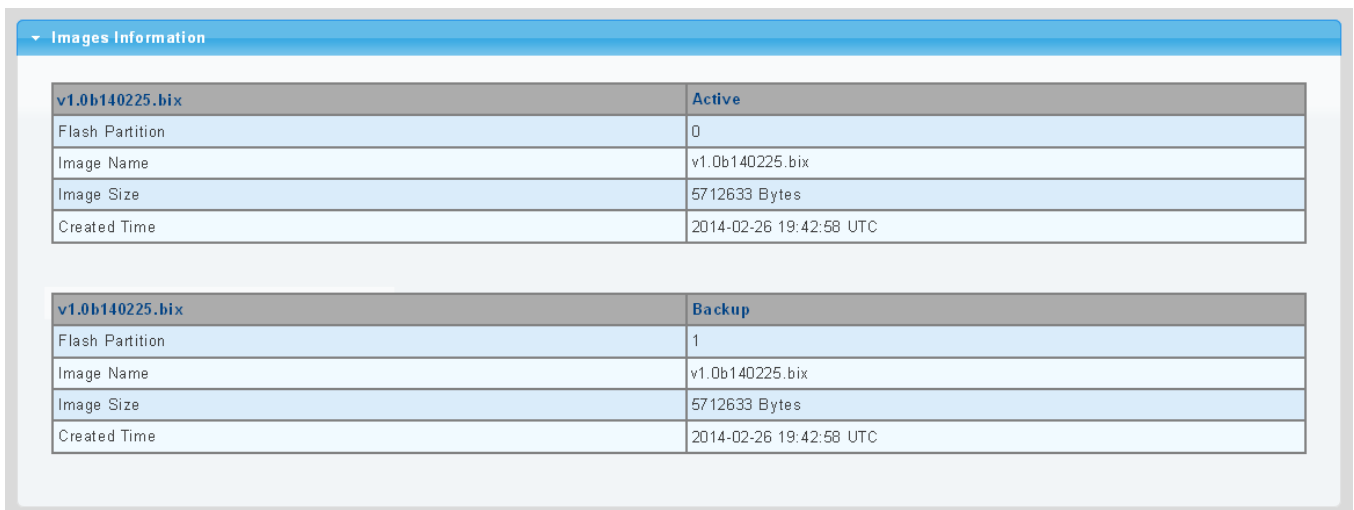 Images Information
v1.0b140225.bix Active
Flash Partition 0
Image Name v1.0b140225.bix
Image Size 5712633 Bytes
Created Time 2014-02-26 19:42:58 UTC
v1.0b140225.bix Backup
Flash Partition 1
Image Name v1.0b140225.bix
Image Size 5712633 Bytes
Created Time 2014-02-26 19:42:58 UTC